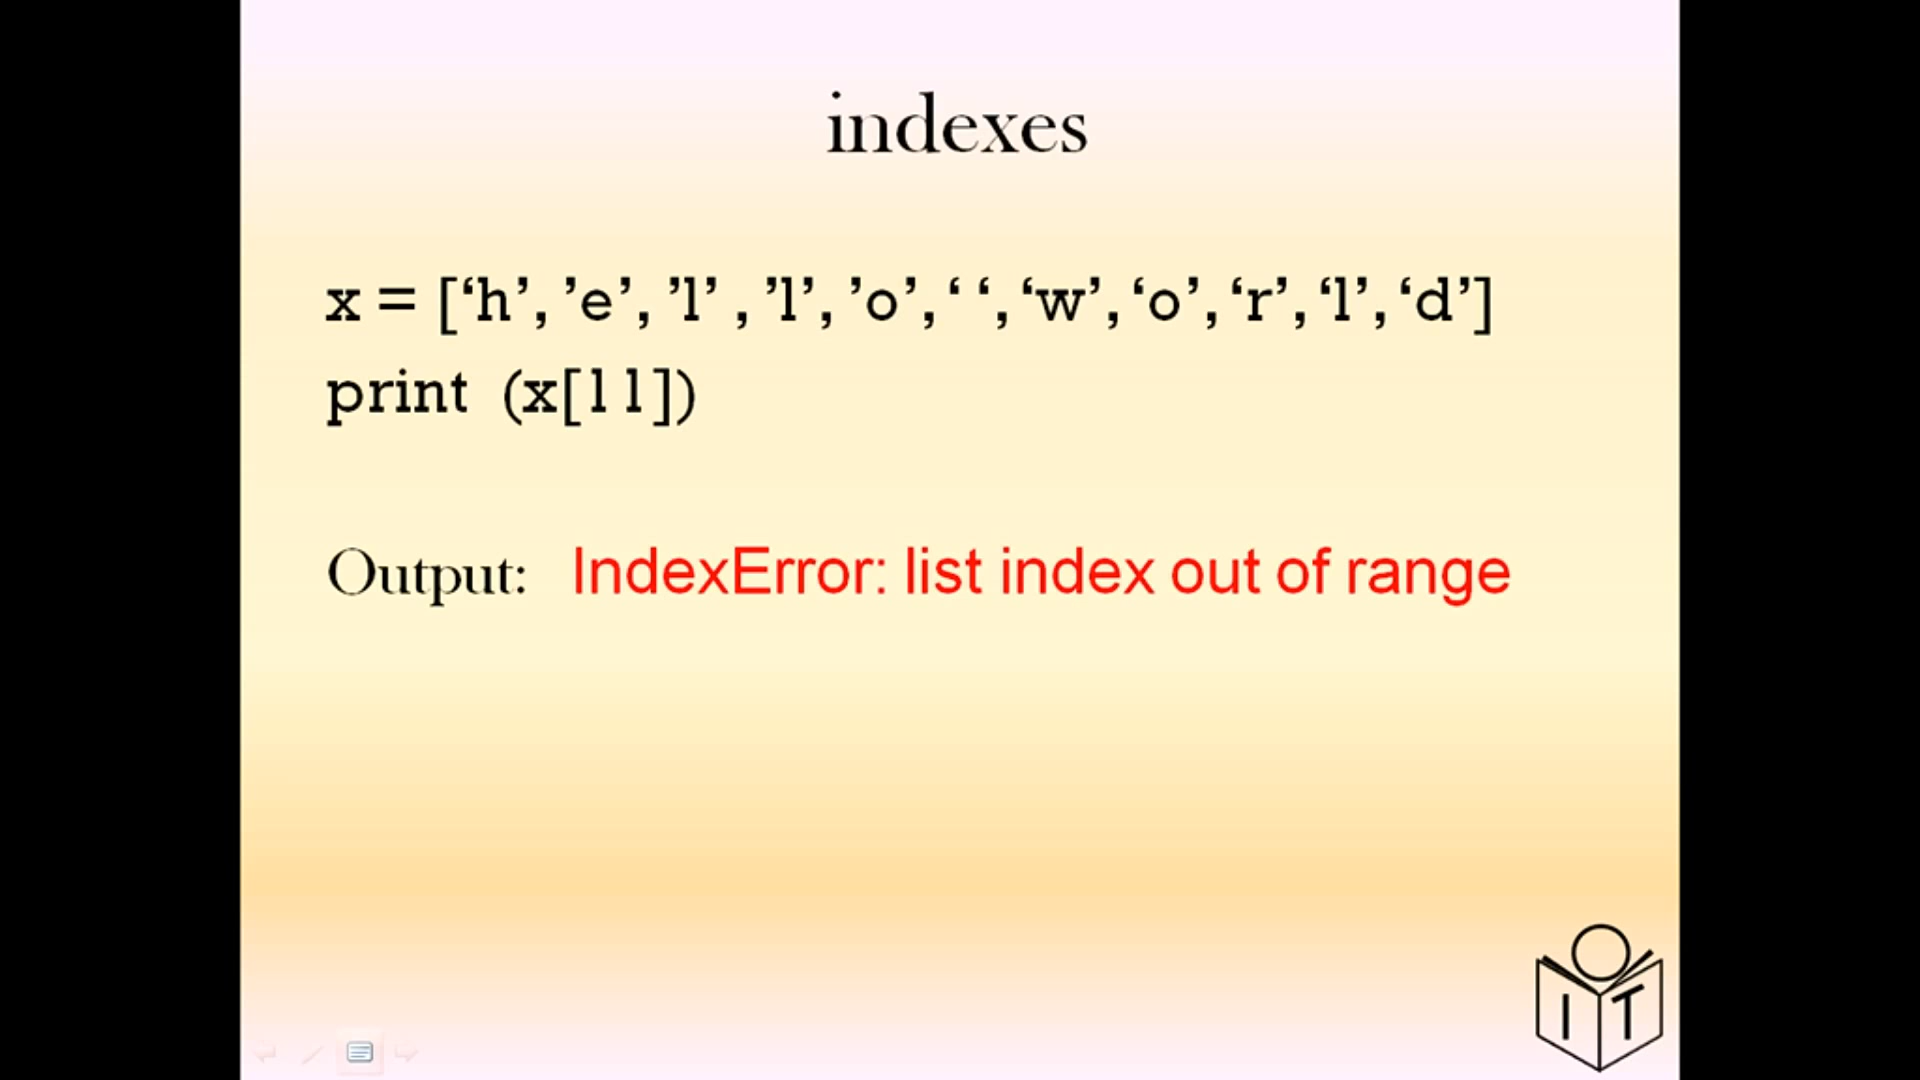 indexes
x = [‘h’, ’e’, ’l’ , ’l’, ’o’, ‘ ‘, ‘w’, ‘o’, ‘r’, ‘l’, ‘d’]
print (x[11])
Output: IndexError: list index out of range
I T